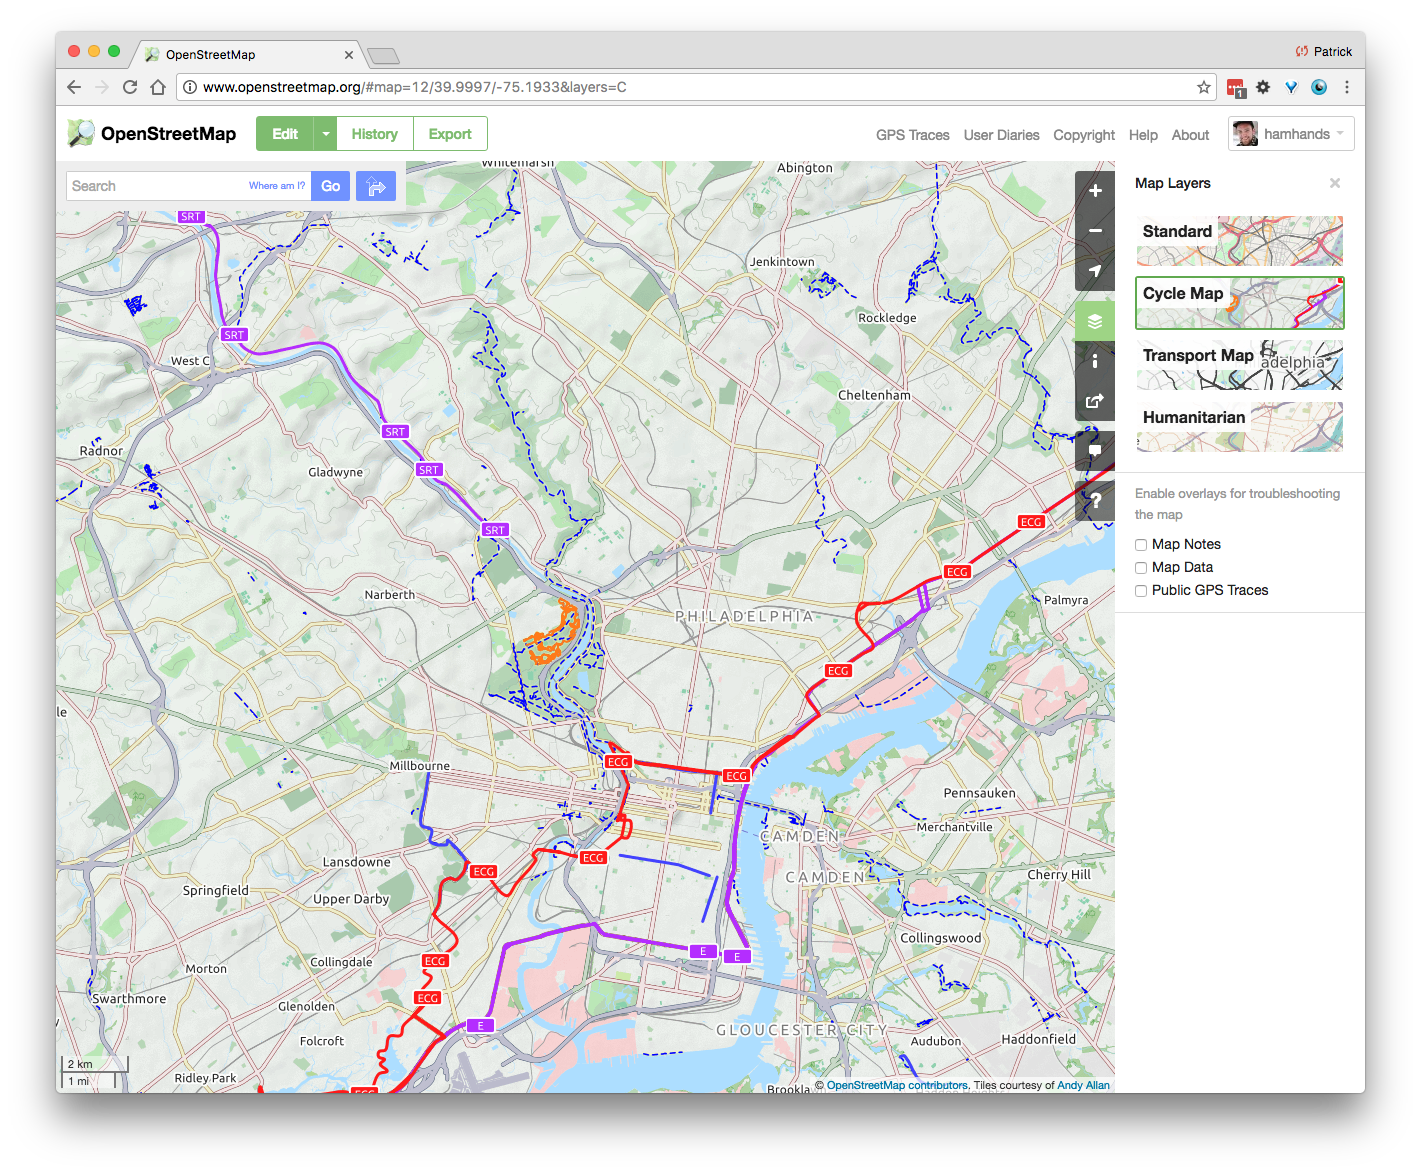 OpenStreetMap
Patrick
www.openstreetmap.org/#map=12/39.9997/-75.1933&layers=C
1
OpenStreetMap
Edit
History
Export
GPS Traces
User Diaries
Copyright
Help
About
hamhands
Search
Where am I?
Go
Map Layers
Standard
Cycle Map
Transport Map
adelphia
Humanitarian
e
Enable overlays for troubleshooting
the map
Map Notes
Map Data
Public GPS Traces
Whitemarsh
Abington
SRT
Jenkintown
Rockledge
SRT
West C
Cheltenham
SRT
Radnor
Gladwyne
SRT
SRT
ECG
ECG
Narberth
PHILADELPHIA
Palmyra
ECG
le
Millbourne
ECG
ECG
Pennsauken
Merchantville
CAMDEN
Lansdowne
ECG
ECG
CAMDEN
Cherry Hill
Springfield
Upper Darby
Collingswood
E
E
Collingdale
ECG
Morton
Swarthmore
ECG
Glenolden
E
GLOUCESTER CITY
Folcroft
Audubon
Haddonfield
2 km
1 mi
Ridley Park
ECG
Brookla
© OpenStreetMap contributors, Tiles courtesy of Andy Allan